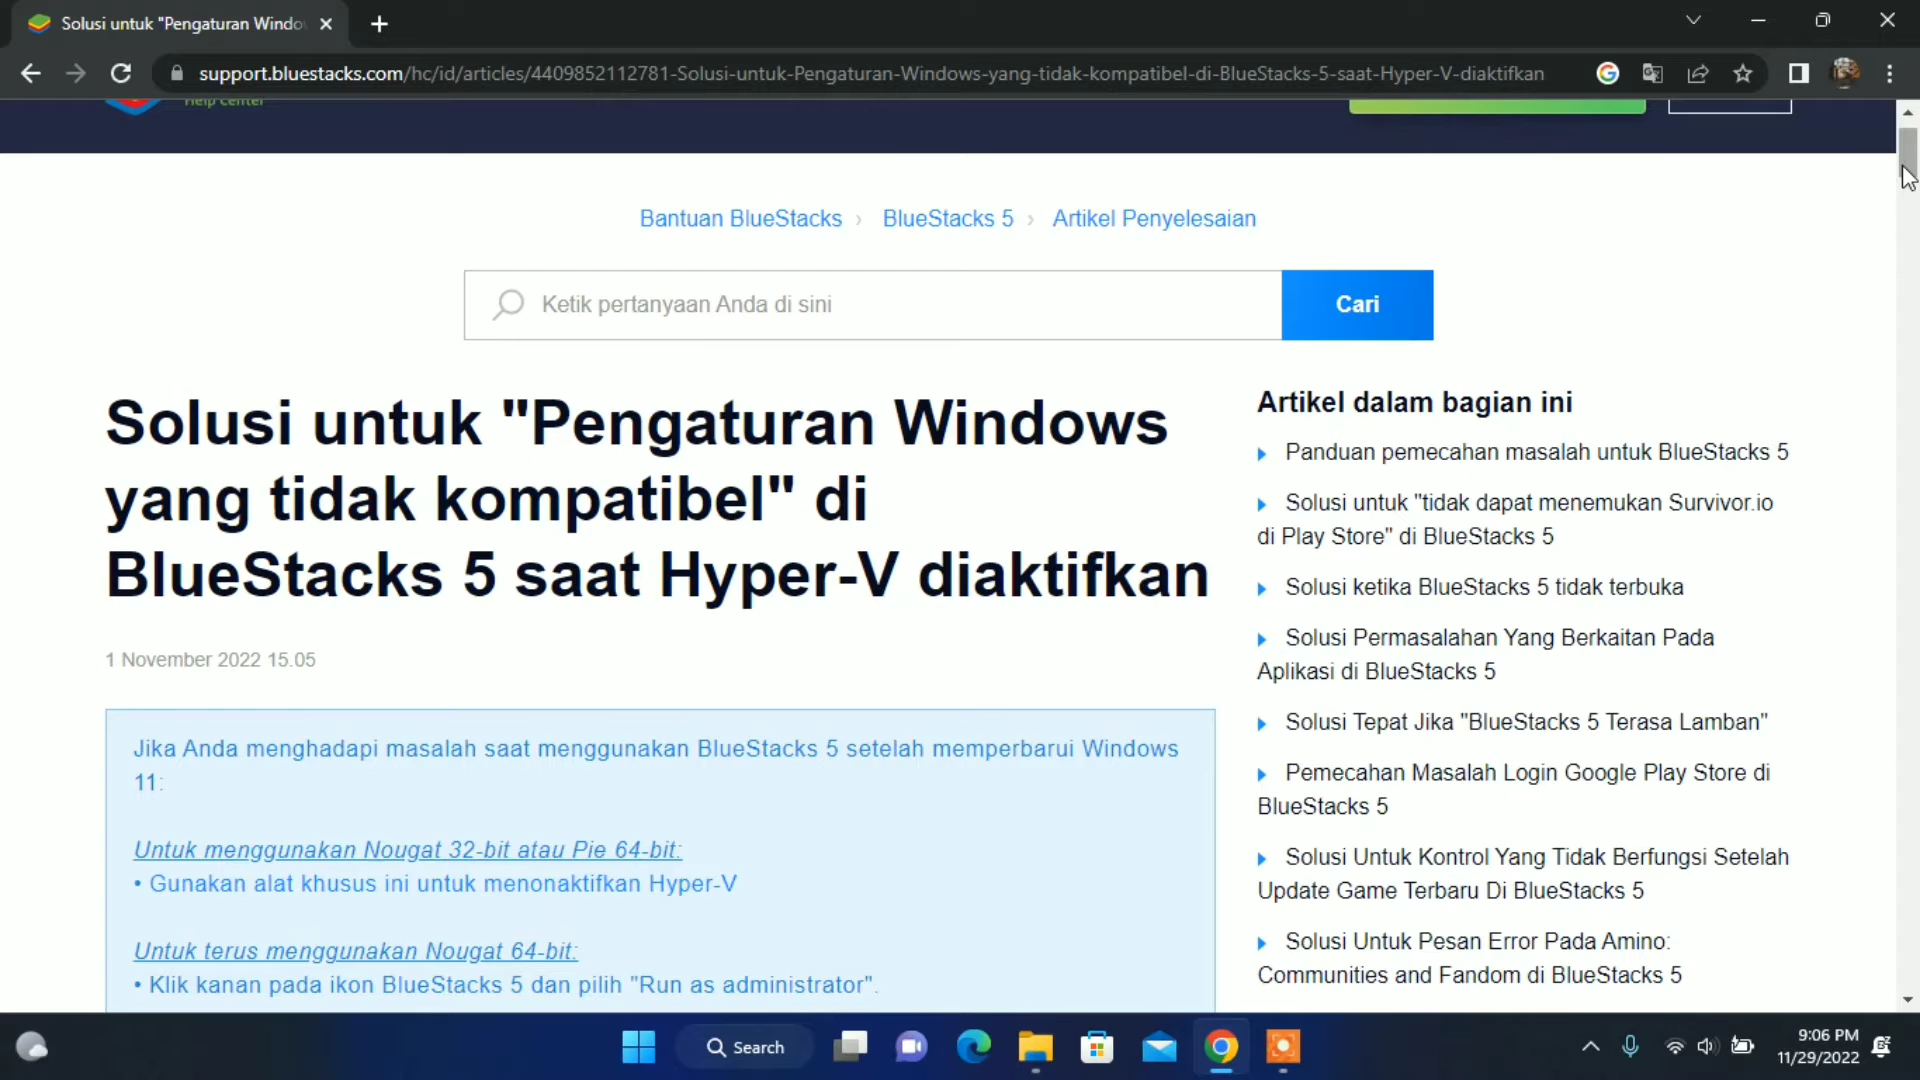 Solusi untuk "Pengaturan Windo
support.bluestacks.com/hc/id/articles/4409852112781-Solusi-untuk-Pengaturan-Windows-yang-tidak-kompatibel-di-BlueStacks-5-saat-Hyper-V-diaktifkan
Help Center
Bantuan BlueStacks › BlueStacks 5 › Artikel Penyelesaian
Ketik pertanyaan Anda di sini
Cari
Solusi untuk "Pengaturan Windows
yang tidak kompatibel" di
BlueStacks 5 saat Hyper-V diaktifkan
1 November 2022 15.05
Jika Anda menghadapi masalah saat menggunakan BlueStacks 5 setelah memperbarui Windows
11:
Untuk menggunakan Nougat 32-bit atau Pie 64-bit:
• Gunakan alat khusus ini untuk menonaktifkan Hyper-V
Untuk terus menggunakan Nougat 64-bit:
• Klik kanan pada ikon BlueStacks 5 dan pilih "Run as administrator".
Artikel dalam bagian ini
Panduan pemecahan masalah untuk BlueStacks 5
Solusi untuk "tidak dapat menemukan Survivor.io
di Play Store" di BlueStacks 5
Solusi ketika BlueStacks 5 tidak terbuka
Solusi Permasalahan Yang Berkaitan Pada
Aplikasi di BlueStacks 5
Solusi Tepat Jika "BlueStacks 5 Terasa Lamban"
Pemecahan Masalah Login Google Play Store di
BlueStacks 5
Solusi Untuk Kontrol Yang Tidak Berfungsi Setelah
Update Game Terbaru Di BlueStacks 5
Solusi Untuk Pesan Error Pada Amino:
Communities and Fandom di BlueStacks 5
Search
9:06 PM
11/29/2022